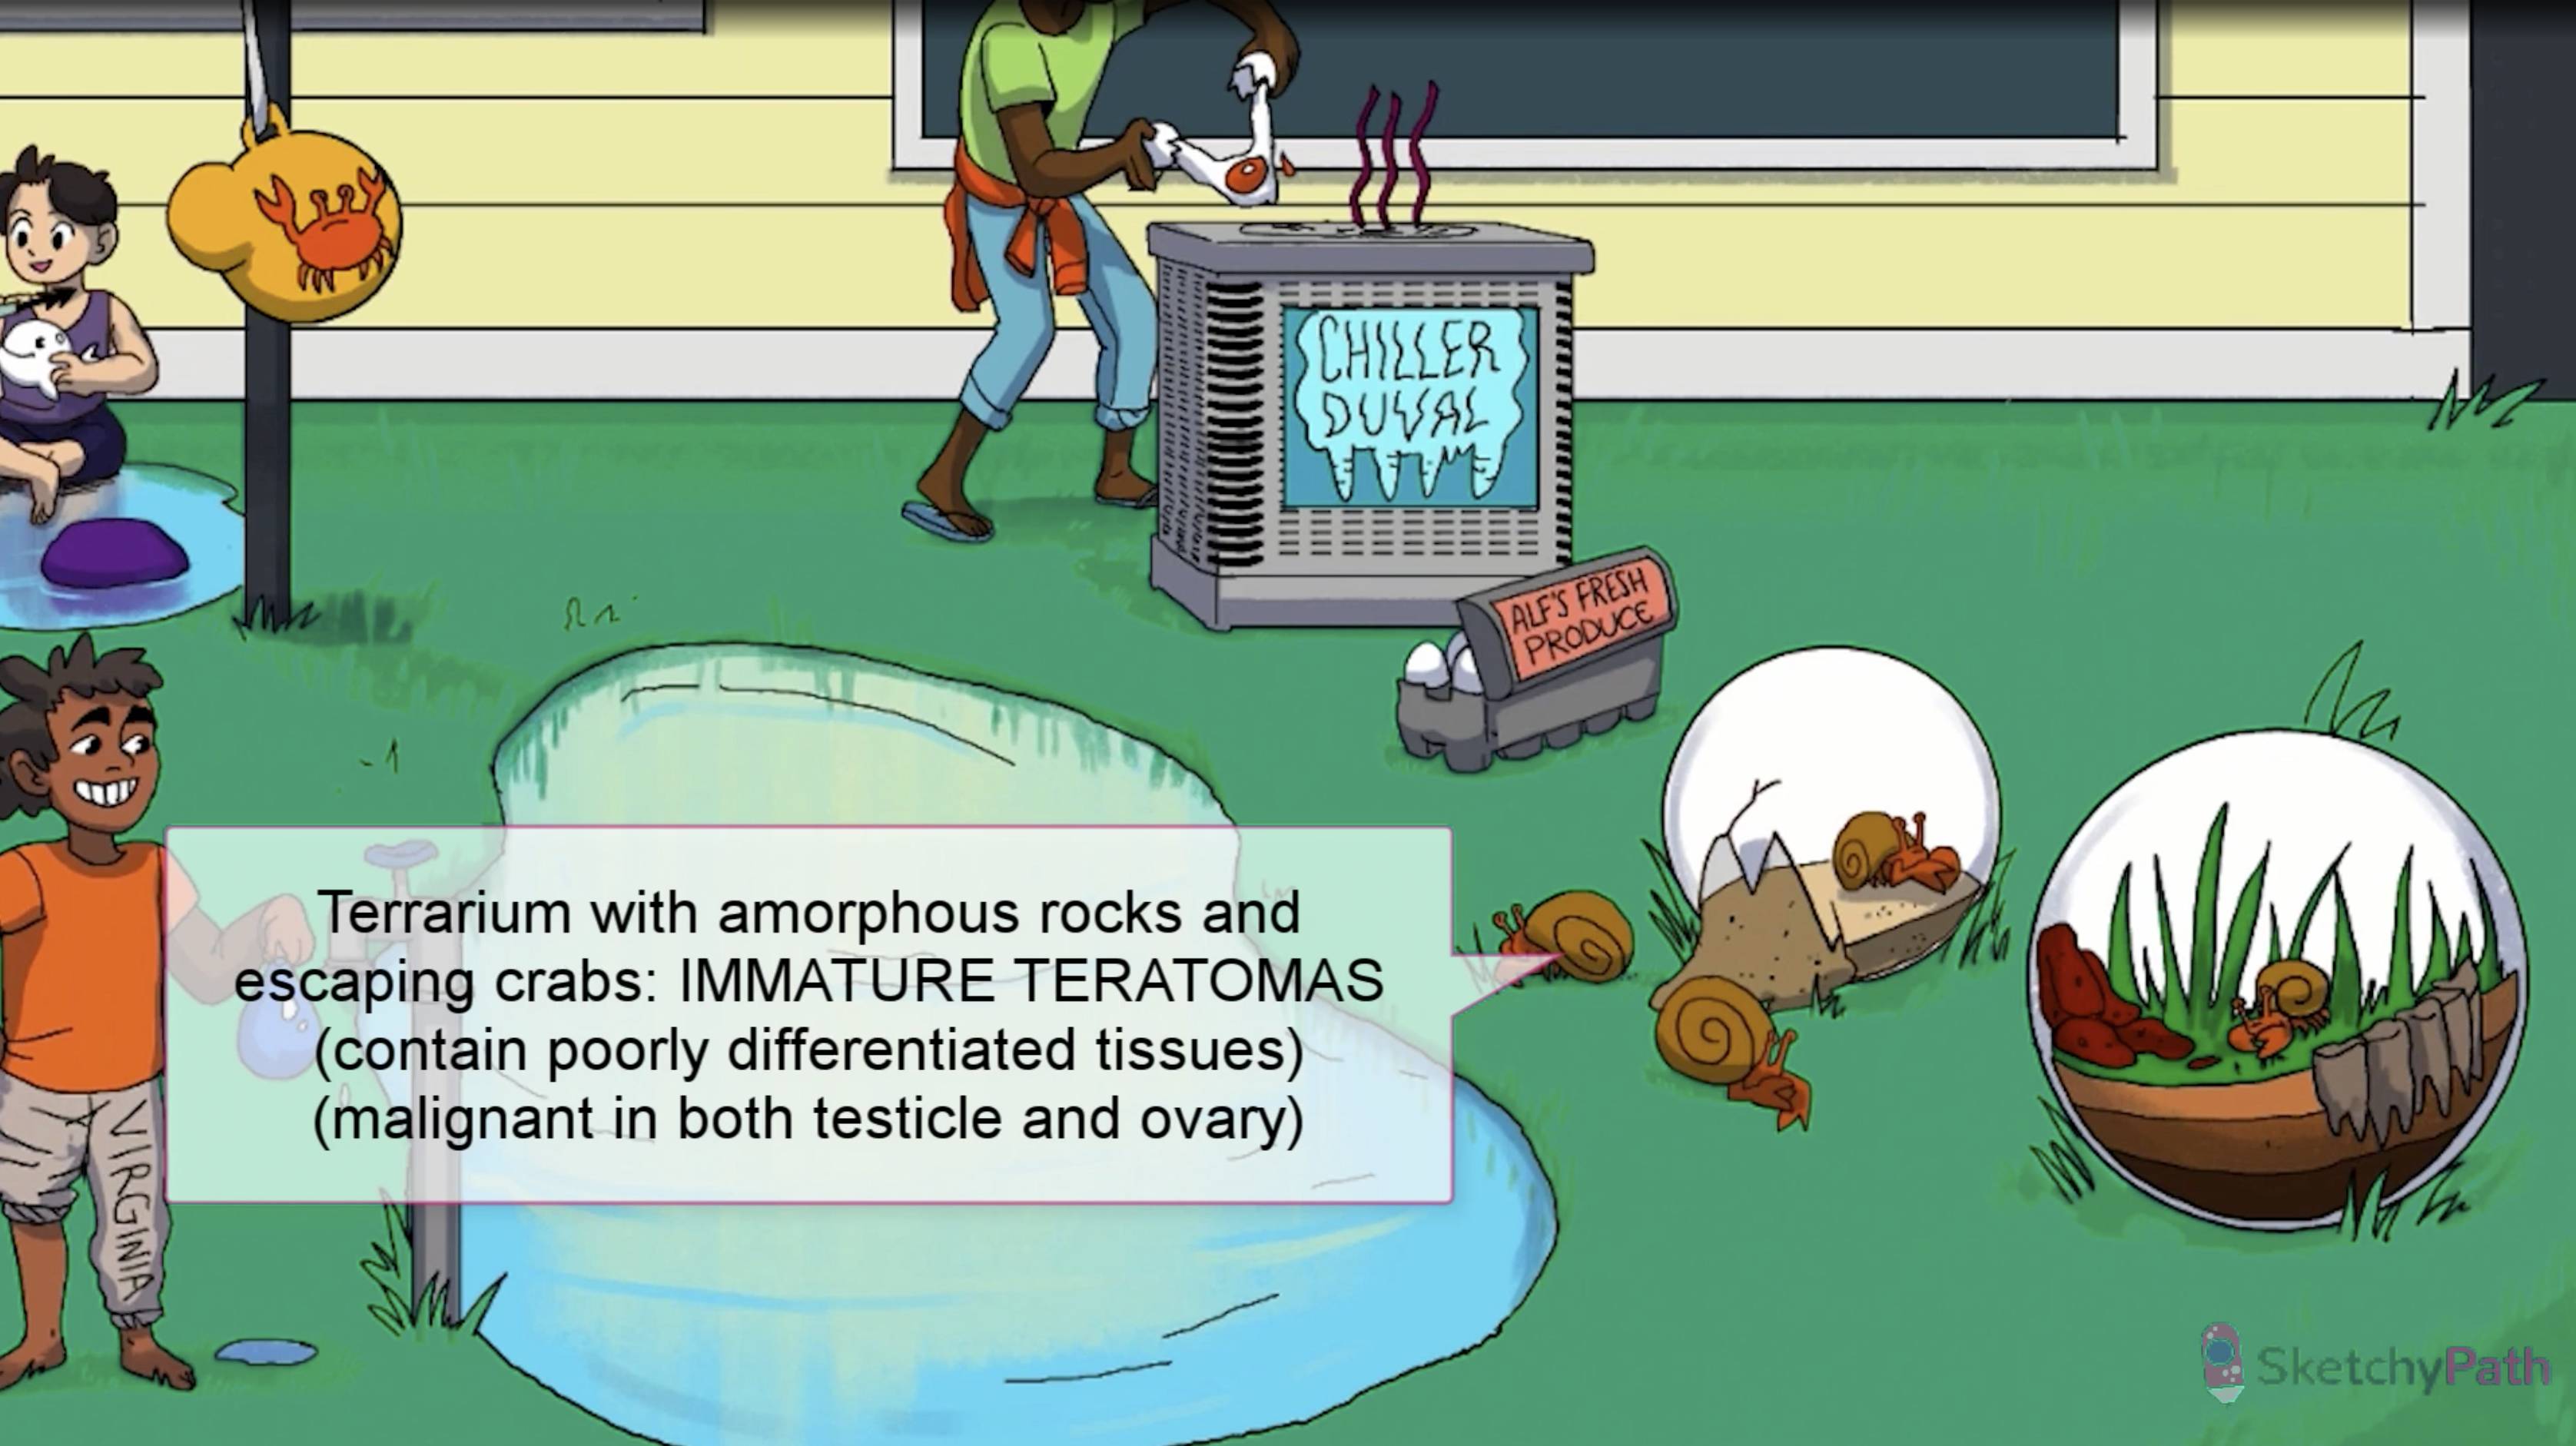 CHILLER
DUVAL
ALF'S FRESH
PRODUCE
Terrarium with amorphous rocks and
escaping crabs: IMMATURE TERATOMAS
(contain poorly differentiated tissues)
(malignant in both testicle and ovary)
VIRGINIA
SketchyPath